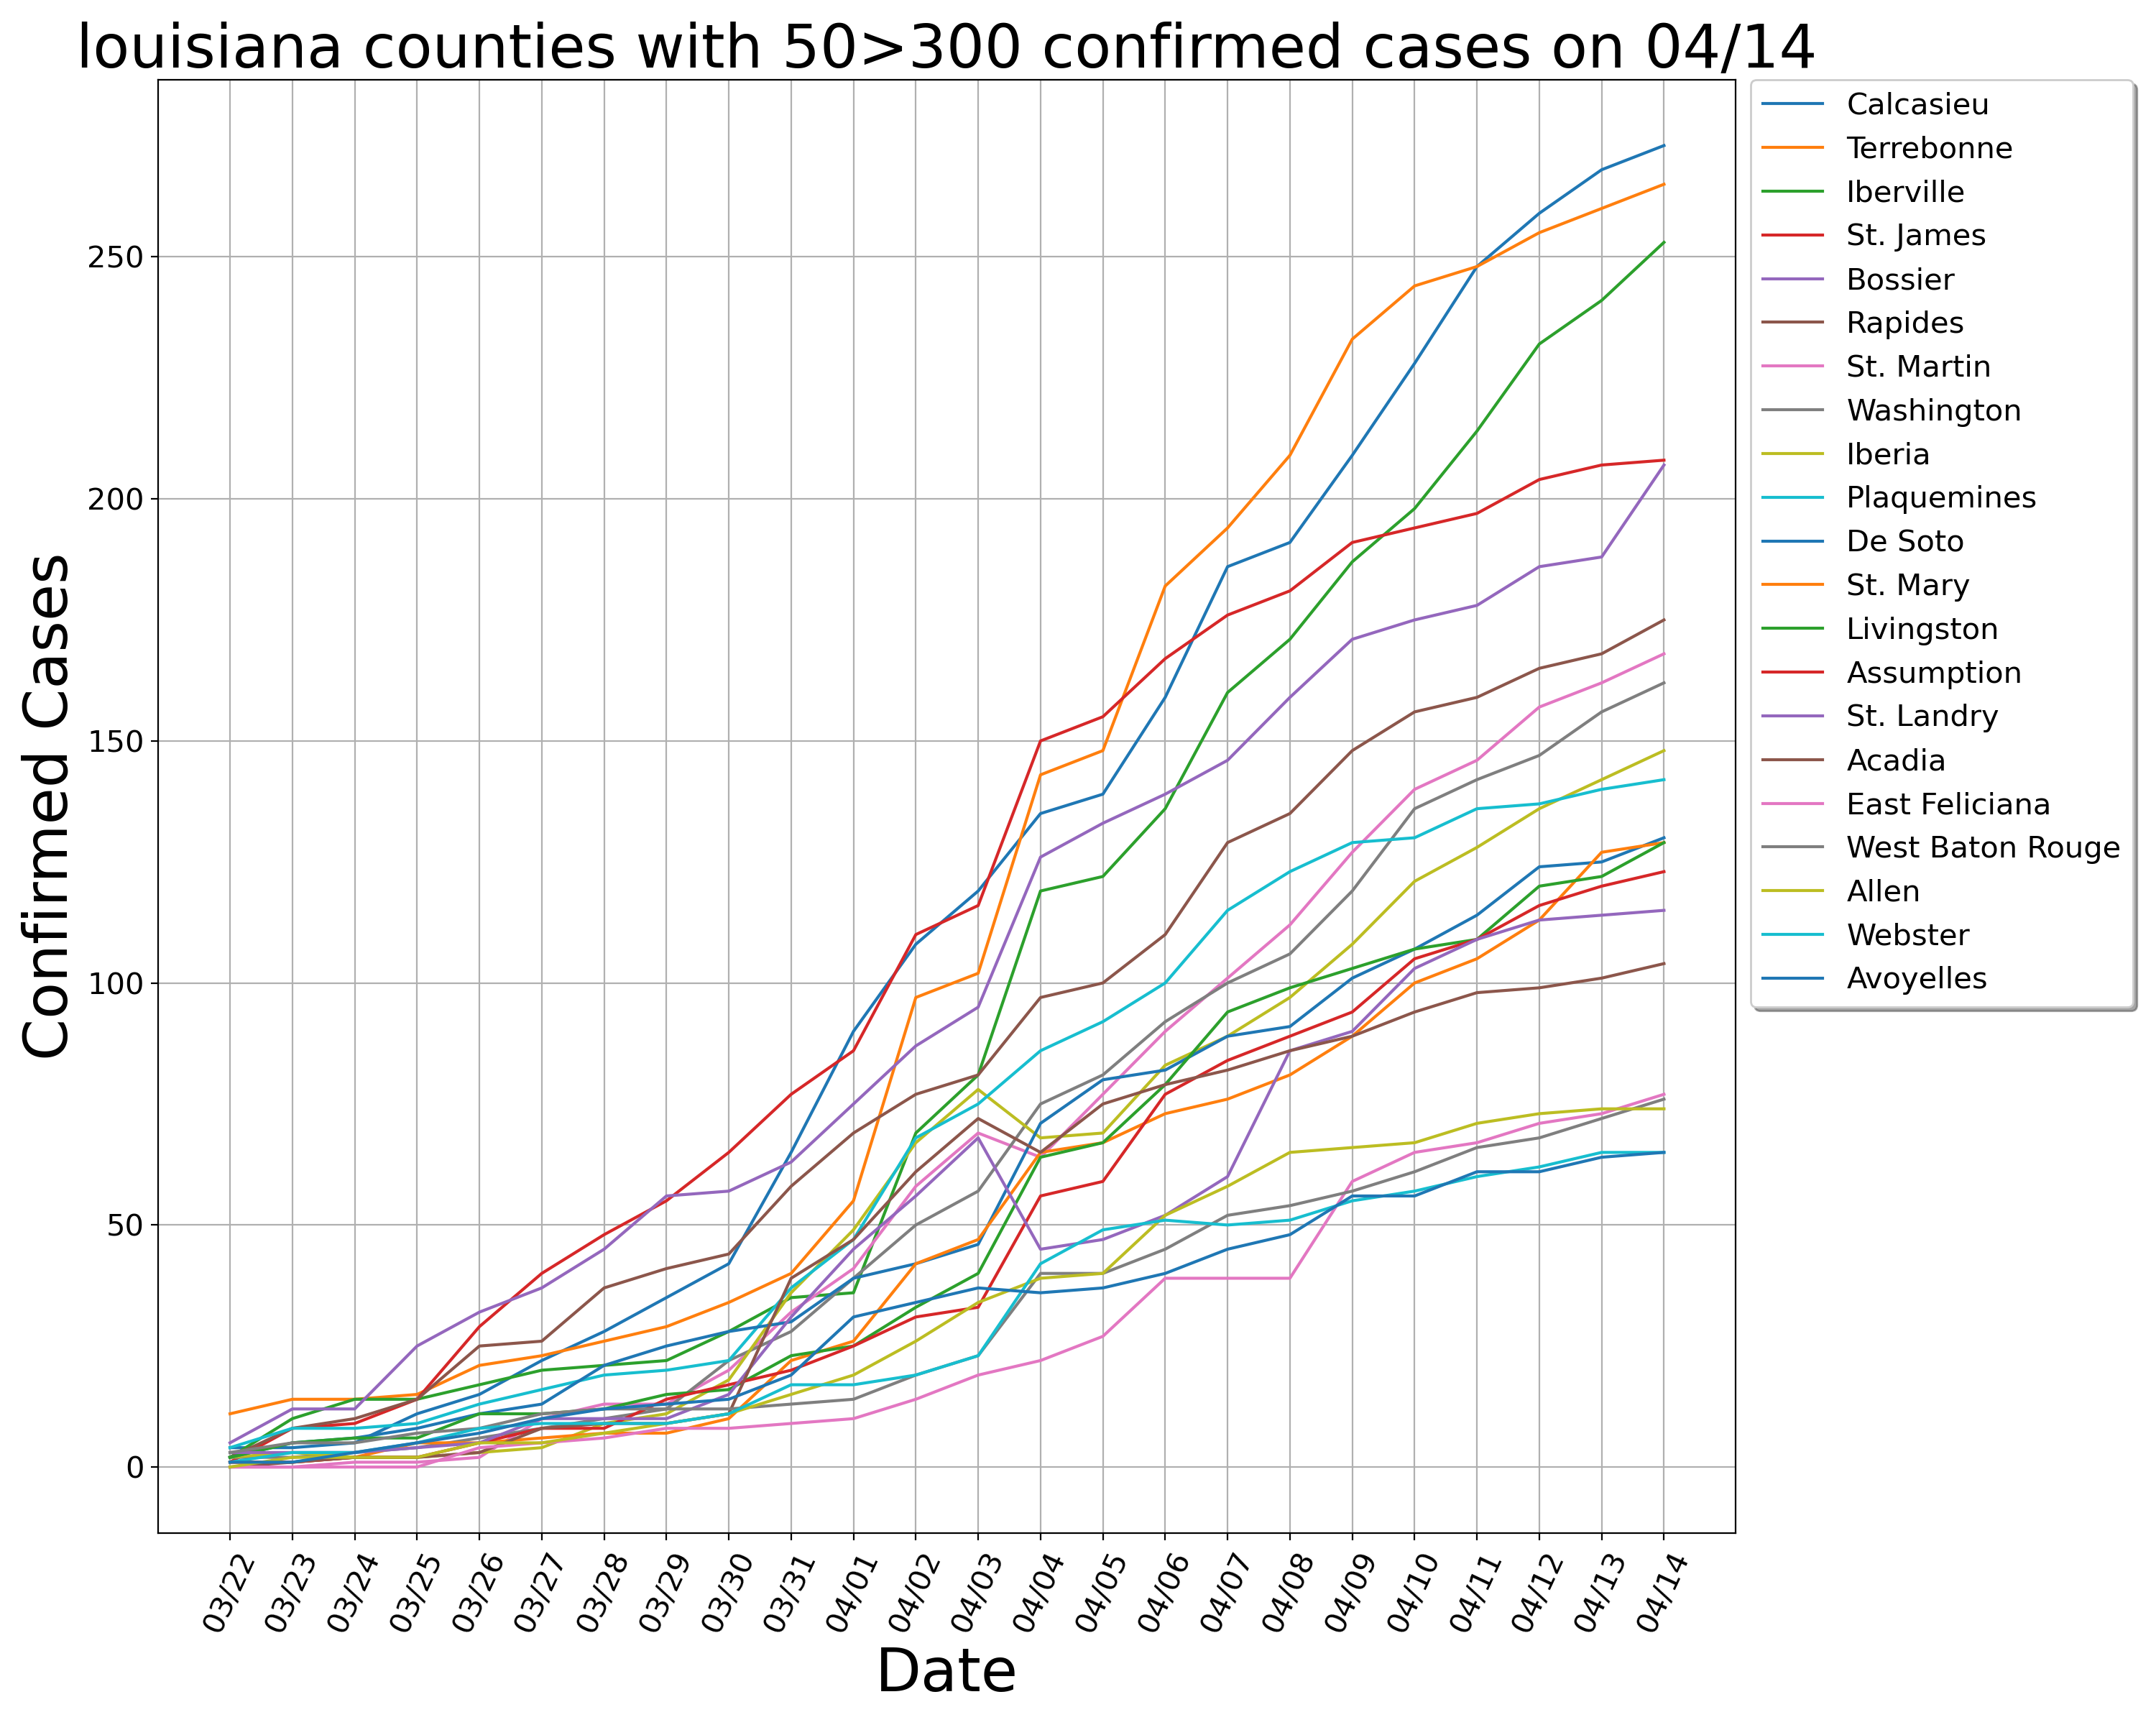 louisiana counties with 50>300 confirmed cases on 04/14
Confirmed Cases
250
200
150
100
50
0
03/22
03/23
03/24
03/25
03/26
03/27
03/28
03/29
03/30
03/31
04/01
04/02
04/03
04/04
04/05
04/06
04/07
04/08
04/09
04/10
04/11
04/12
04/13
04/14
Date
Calcasieu
Terrebonne
Iberville
St. James
Bossier
Rapides
St. Martin
Washington
Iberia
Plaquemines
De Soto
St. Mary
Livingston
Assumption
St. Landry
Acadia
East Feliciana
West Baton Rouge
Allen
Webster
Avoyelles